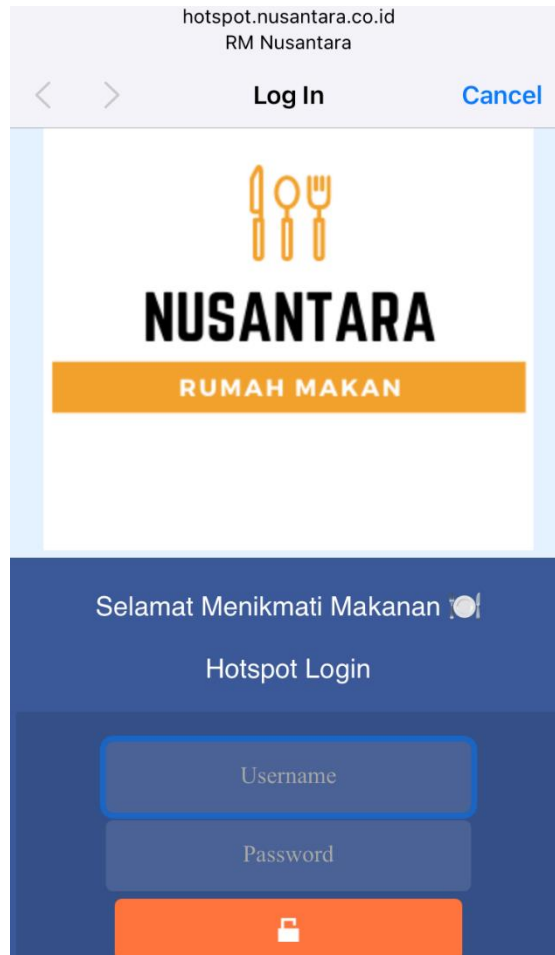 hotspot.nusantara.co.id
RM Nusantara
Log In
Cancel
NUSANTARA
RUMAH MAKAN
Selamat Menikmati Makanan 🍽️
Hotspot Login
Username
Password